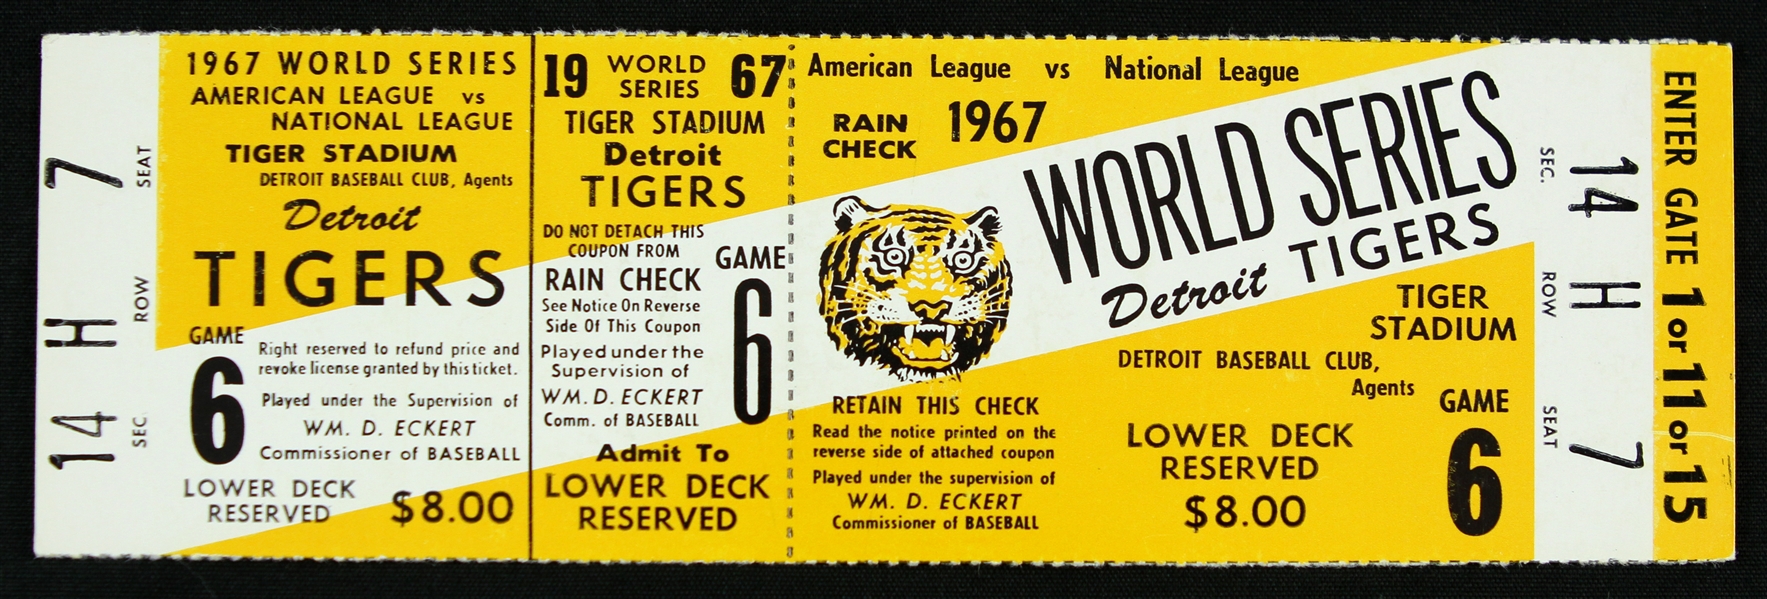 14 H 7
SEC. ROW SEAT
1967 WORLD SERIES
AMERICAN LEAGUE vs
NATIONAL LEAGUE
TIGER STADIUM
DETROIT BASEBALL CLUB, Agents
Detroit
TIGERS
GAME
6
Right reserved to refund price and
revoke license granted by this ticket.
Played under the Supervision of
WM. D. ECKERT
Commissioner of BASEBALL
LOWER DECK
RESERVED
$8.00
19 WORLD SERIES 67
TIGER STADIUM
Detroit
TIGERS
DO NOT DETACH THIS
COUPON FROM
RAIN CHECK
See Notice On Reverse
Side Of This Coupon
Played under the
Supervision of
WM. D. ECKERT
Comm. of BASEBALL
GAME
6
Admit To
LOWER DECK
RESERVED
American League vs National League
RAIN
CHECK
1967
WORLD SERIES
Detroit TIGERS
TIGER
STADIUM
DETROIT BASEBALL CLUB,
Agents
RETAIN THIS CHECK
Read the notice printed on the
reverse side of attached coupon
Played under the supervision of
WM. D. ECKERT
Commissioner of BASEBALL
LOWER DECK
RESERVED
$8.00
GAME
6
SEC. ROW SEAT
14 H 7
ENTER GATE 1 or 11 or 15